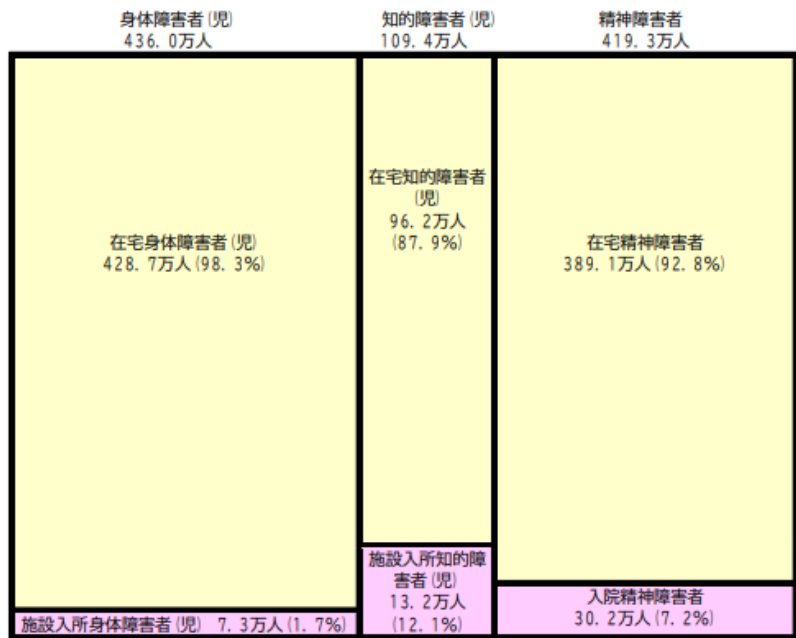 身体障害者(児)
436.0万人
知的障害者(児)
109.4万人
精神障害者
419.3万人
在宅身体障害者(児)
428.7万人(98.3%)
在宅知的障害者
(児)
96.2万人
(87.9%)
在宅精神障害者
389.1万人(92.8%)
施設入所身体障害者(児) 7.3万人(1.7%)
施設入所知的障
害者(児)
13.2万人
(12.1%)
入院精神障害者
30.2万人(7.2%)